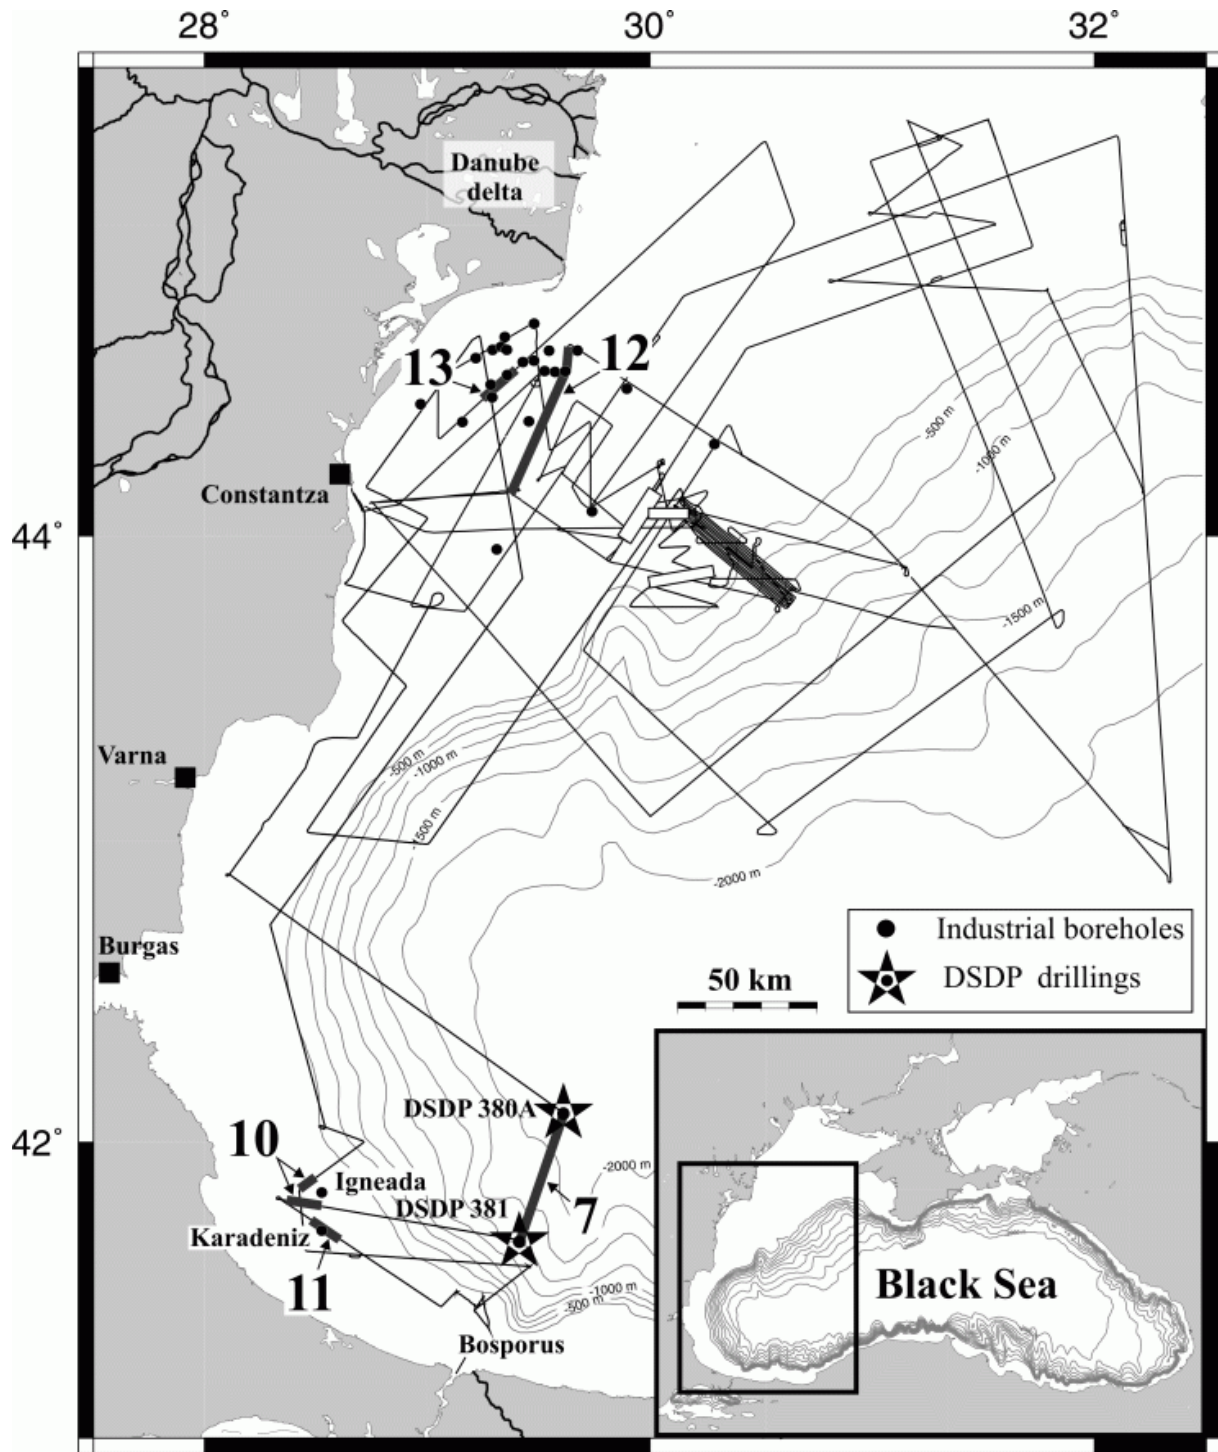 28° 30° 32°
Danube
delta
13 12
-500 m
-1000 m
Constantza
44°
-1500 m
Varna
-500 m
-1000 m
-1500 m
-2000 m
Burgas
Industrial boreholes
DSDP drillings
50 km
DSDP 380A
42°
10
-2000 m
Igneada
DSDP 381
7
Karadeniz
11
-1000 m
-500 m
Black Sea
Bosporus